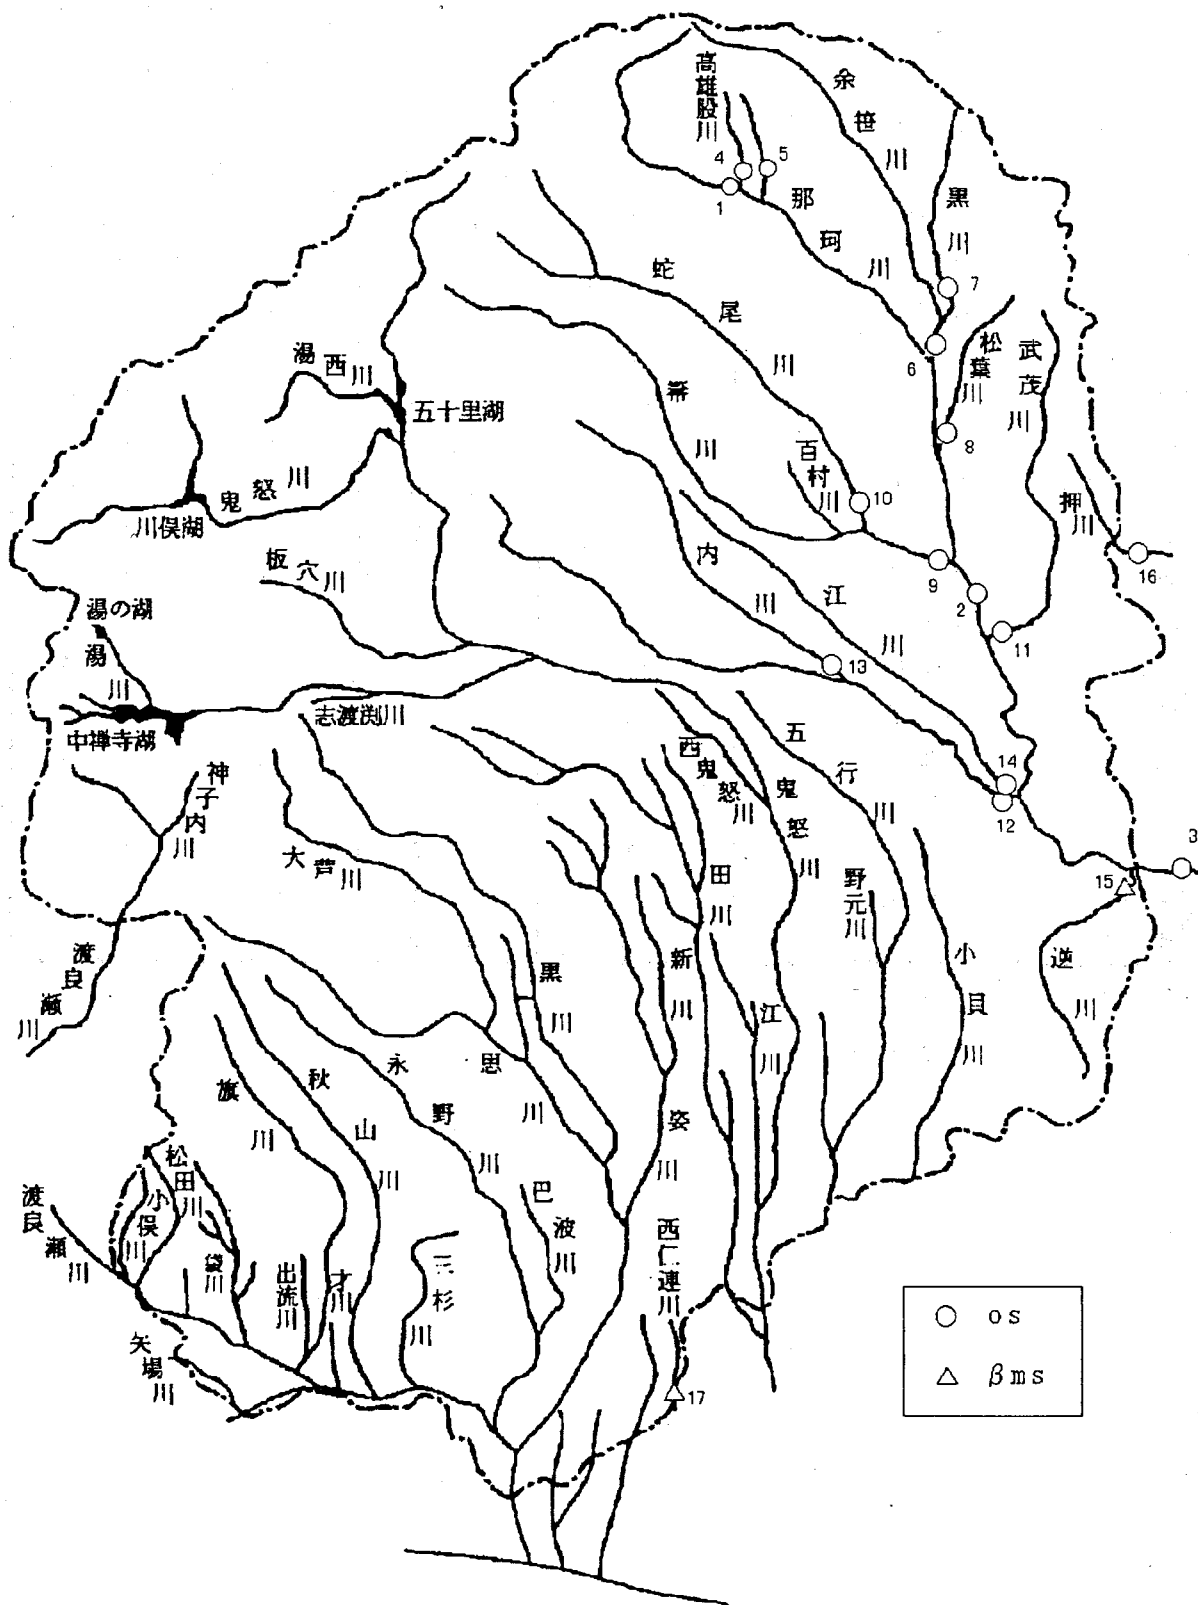 高雄股川
余笹川
黒川
4
5
1
那珂川
7
6
松葉川
武茂川
8
蛇尾川
湯西川
五十里湖
箒川
百村川
10
押川
16
鬼怒川
川俣湖
板穴川
9
2
11
内川
江川
13
湯の湖
湯川
中禅寺湖
志渡渕川
西鬼怒川
鬼怒川
五行川
14
12
3
15
神子内川
大芦川
田川
野元川
小貝川
逆川
渡良瀬川
黒川
新川
江川
思川
永野川
秋山川
旗川
姿川
巴波川
松田川
小俣川
渡良瀬川
袋川
出流川
才川
三杉川
西仁連川
矢場川
17
○ os
△ βms